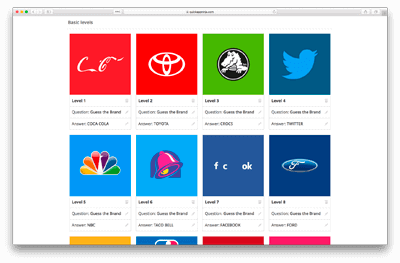 Basic levels
Level 1
Level 2
Level 3
Level 4
Question: Guess the Brand
Question: Guess the Brand
Question: Guess the Brand
Question: Guess the Brand
Answer: COCA COLA
Answer: TOYOTA
Answer: CROCS
Answer: TWITTER
f c ok
Ford
Level 5
Level 6
Level 7
Level 8
Question: Guess the Brand
Question: Guess the Brand
Question: Guess the Brand
Question: Guess the Brand
Answer: NBC
Answer: TACO BELL
Answer: FACEBOOK
Answer: FORD